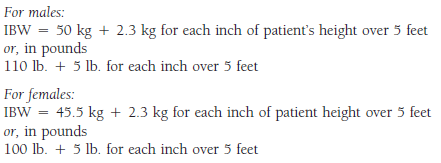 For males:
IBW = 50 kg + 2.3 kg for each inch of patient's height over 5 feet
or, in pounds
110 lb. + 5 lb. for each inch over 5 feet
For females:
IBW = 45.5 kg + 2.3 kg for each inch of patient height over 5 feet
or, in pounds
100 lb. + 5 lb. for each inch over 5 feet